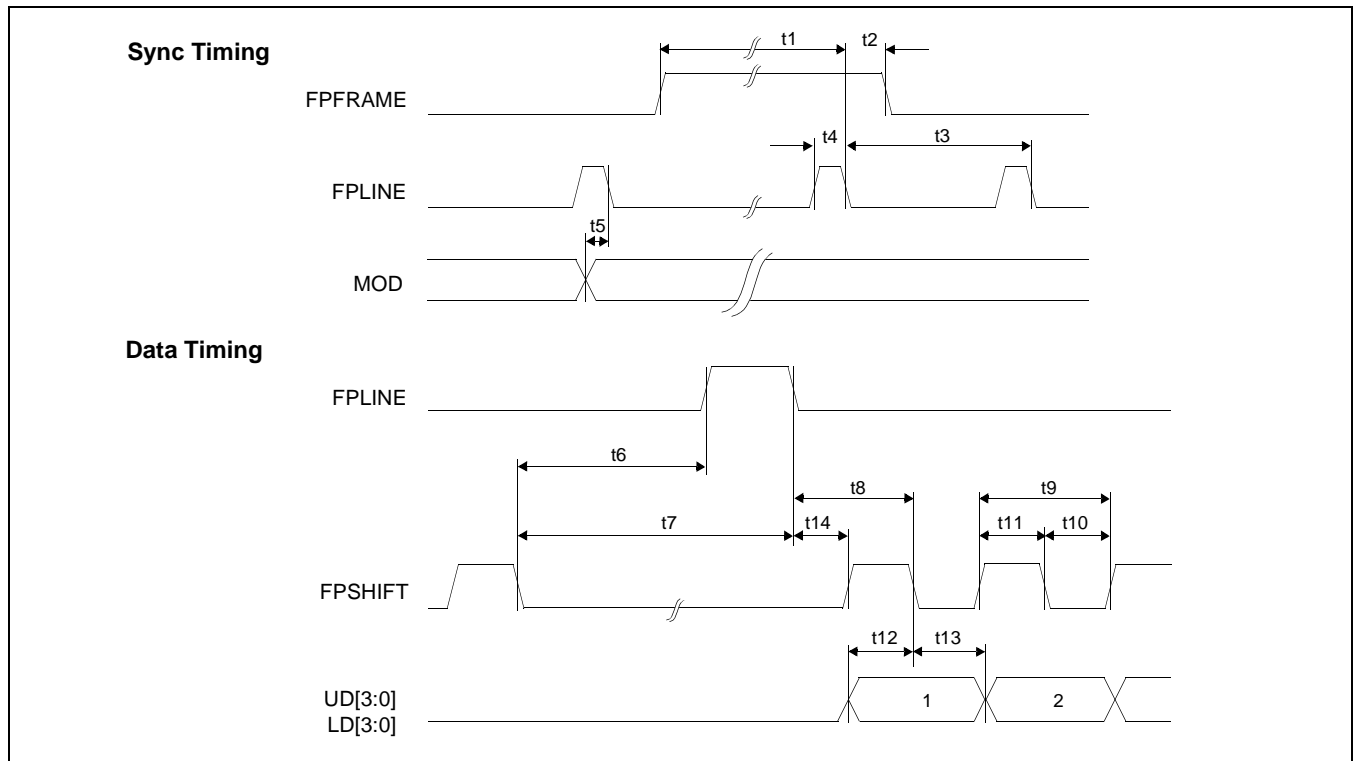 Sync Timing
t1
t2
FPFRAME
t4
t3
FPLINE
t5
MOD
Data Timing
FPLINE
t6
t8
t9
t7
t14
t11
t10
FPSHIFT
t12
t13
UD[3:0]
1
2
LD[3:0]